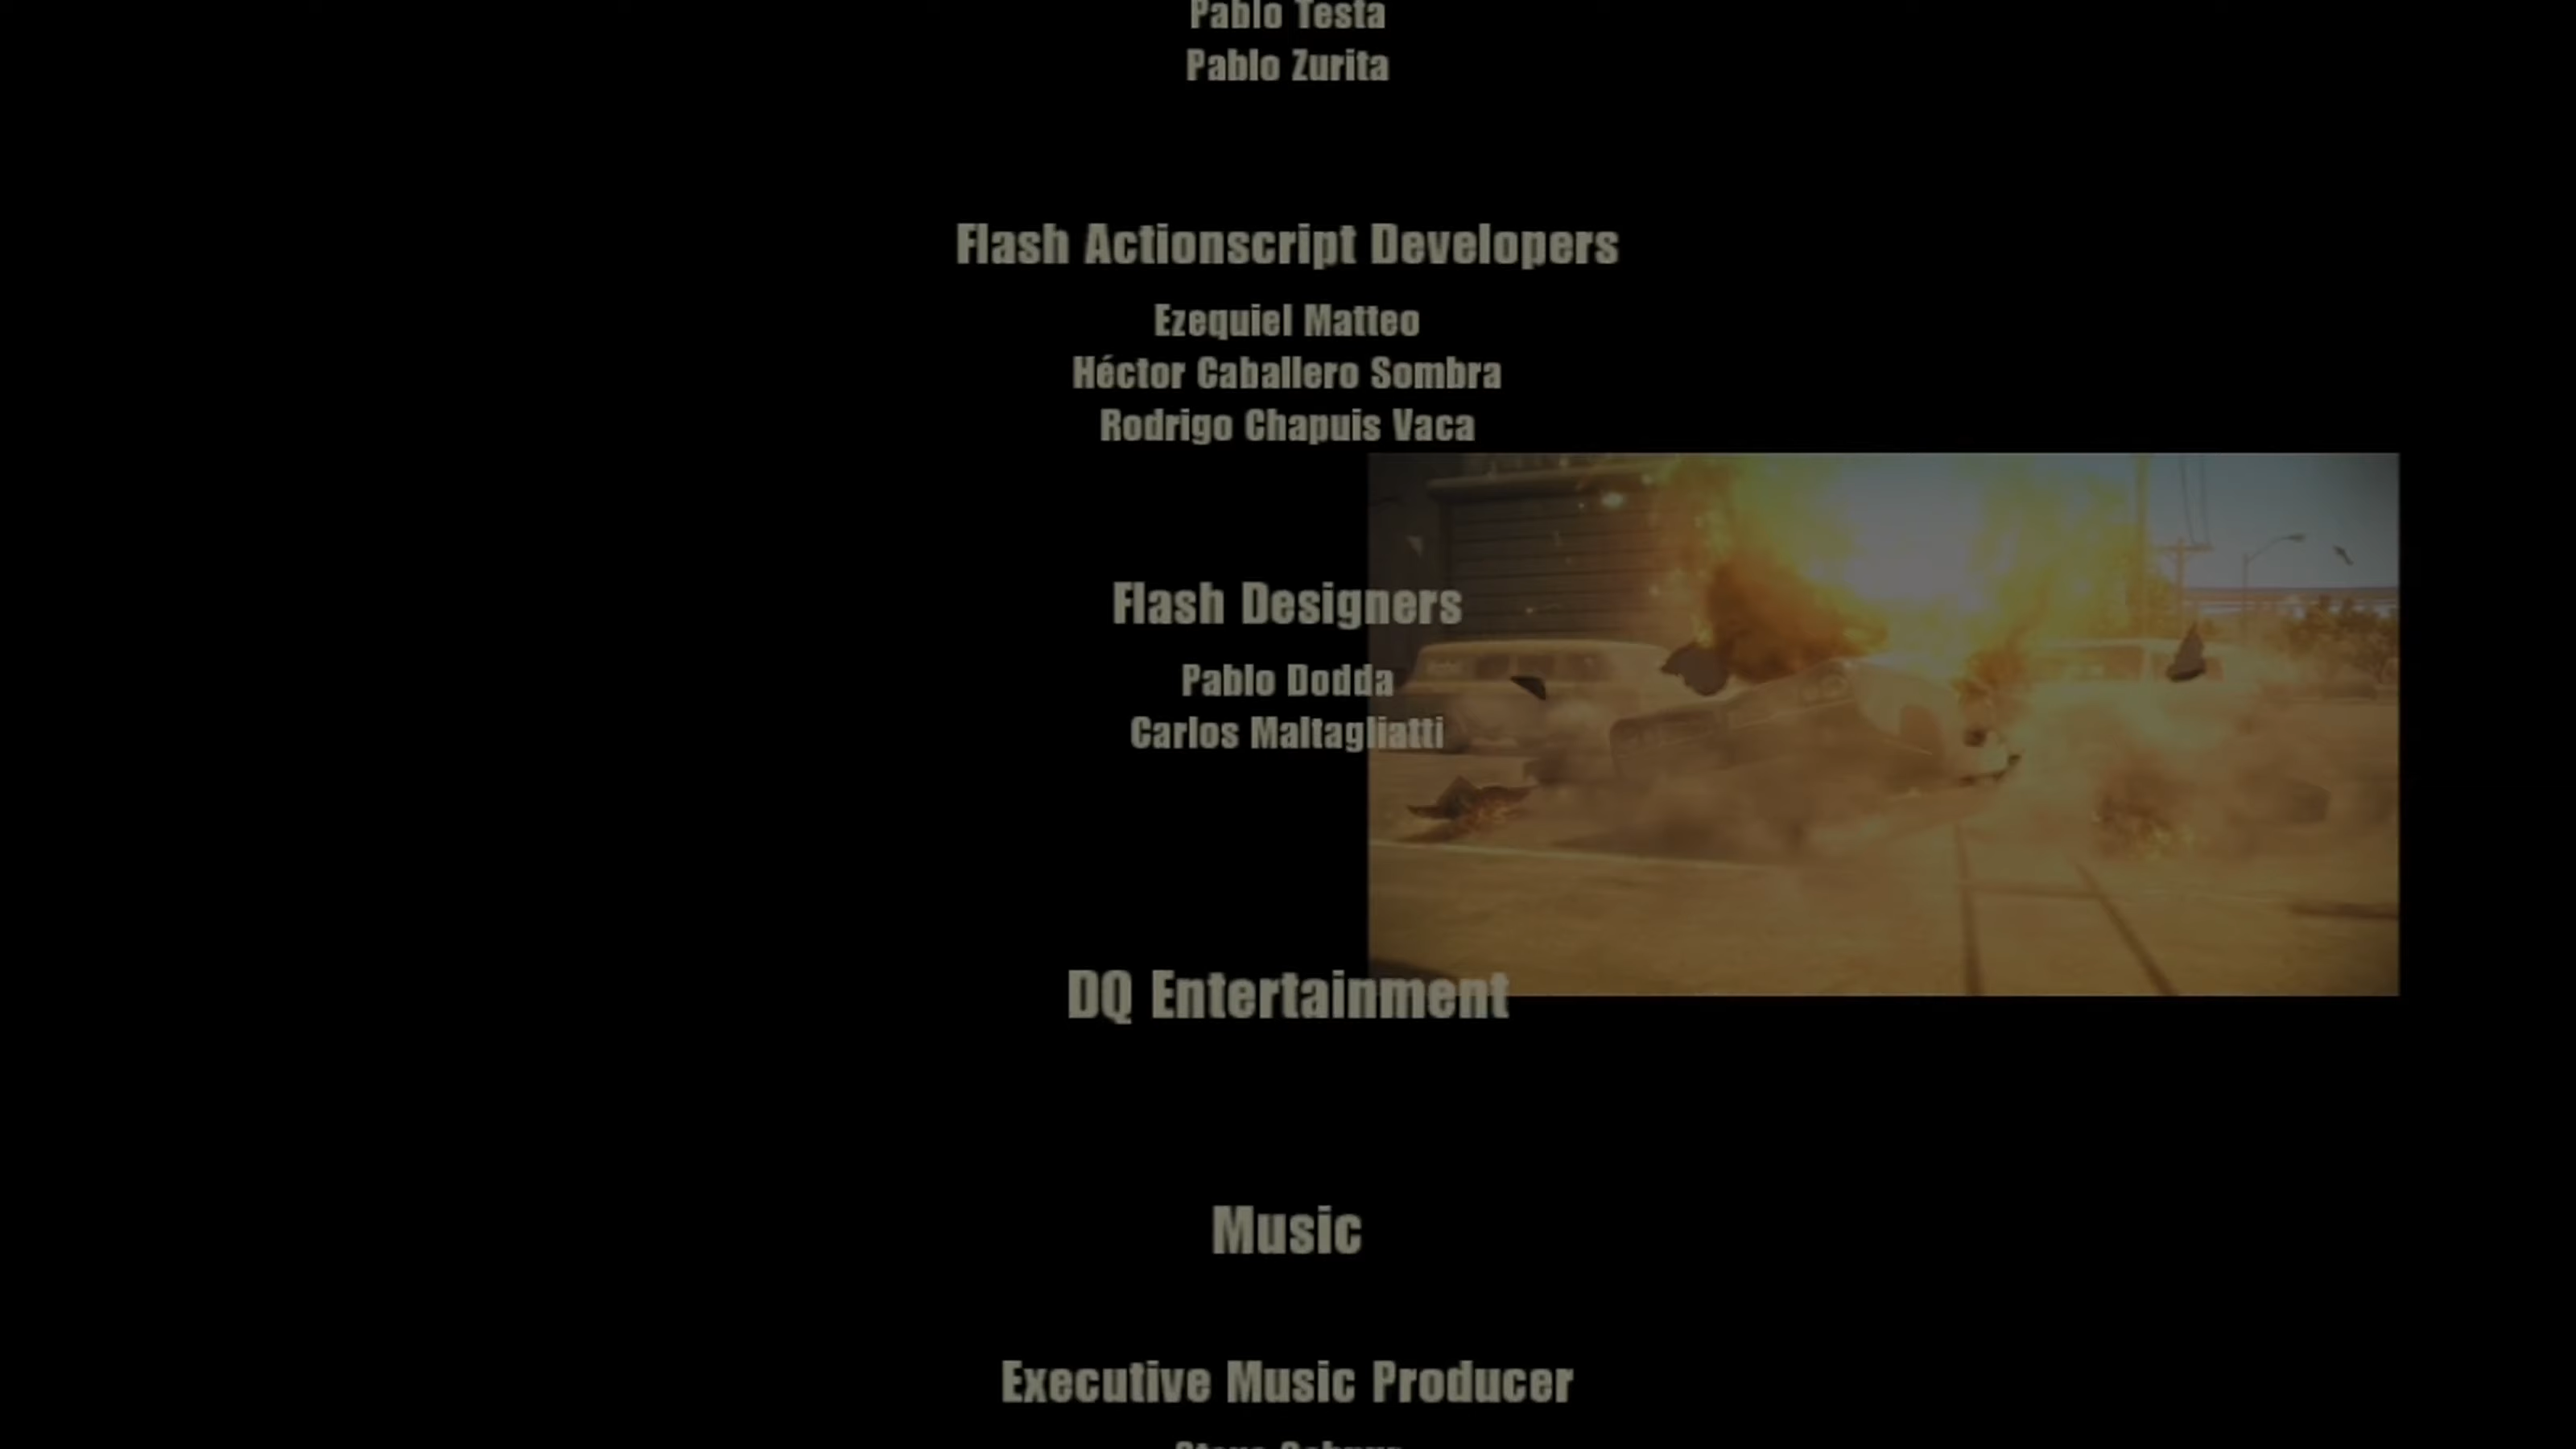 Pablo Testa
Pablo Zurita
Flash Actionscript Developers
Ezequiel Matteo
Héctor Caballero Sombra
Rodrigo Chapuis Vaca
Flash Designers
Pablo Dodda
Carlos Maltagliatti
DQ Entertainment
Music
Executive Music Producer